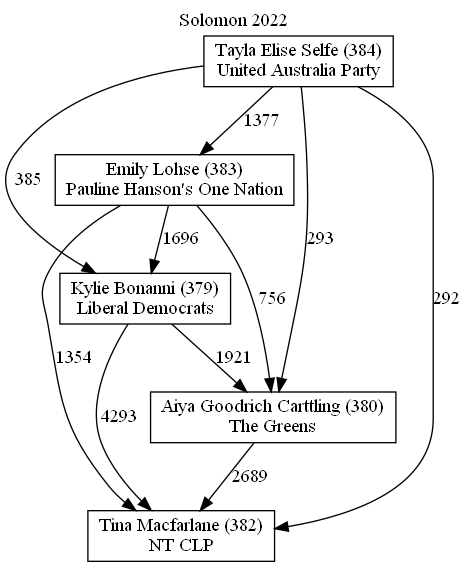 Solomon 2022
Tayla Elise Selfe (384)
United Australia Party
1377
Emily Lohse (383)
Pauline Hanson's One Nation
385
1696
293
292
756
Kylie Bonanni (379)
Liberal Democrats
1354
1921
4293
Aiya Goodrich Carttling (380)
The Greens
2689
Tina Macfarlane (382)
NT CLP